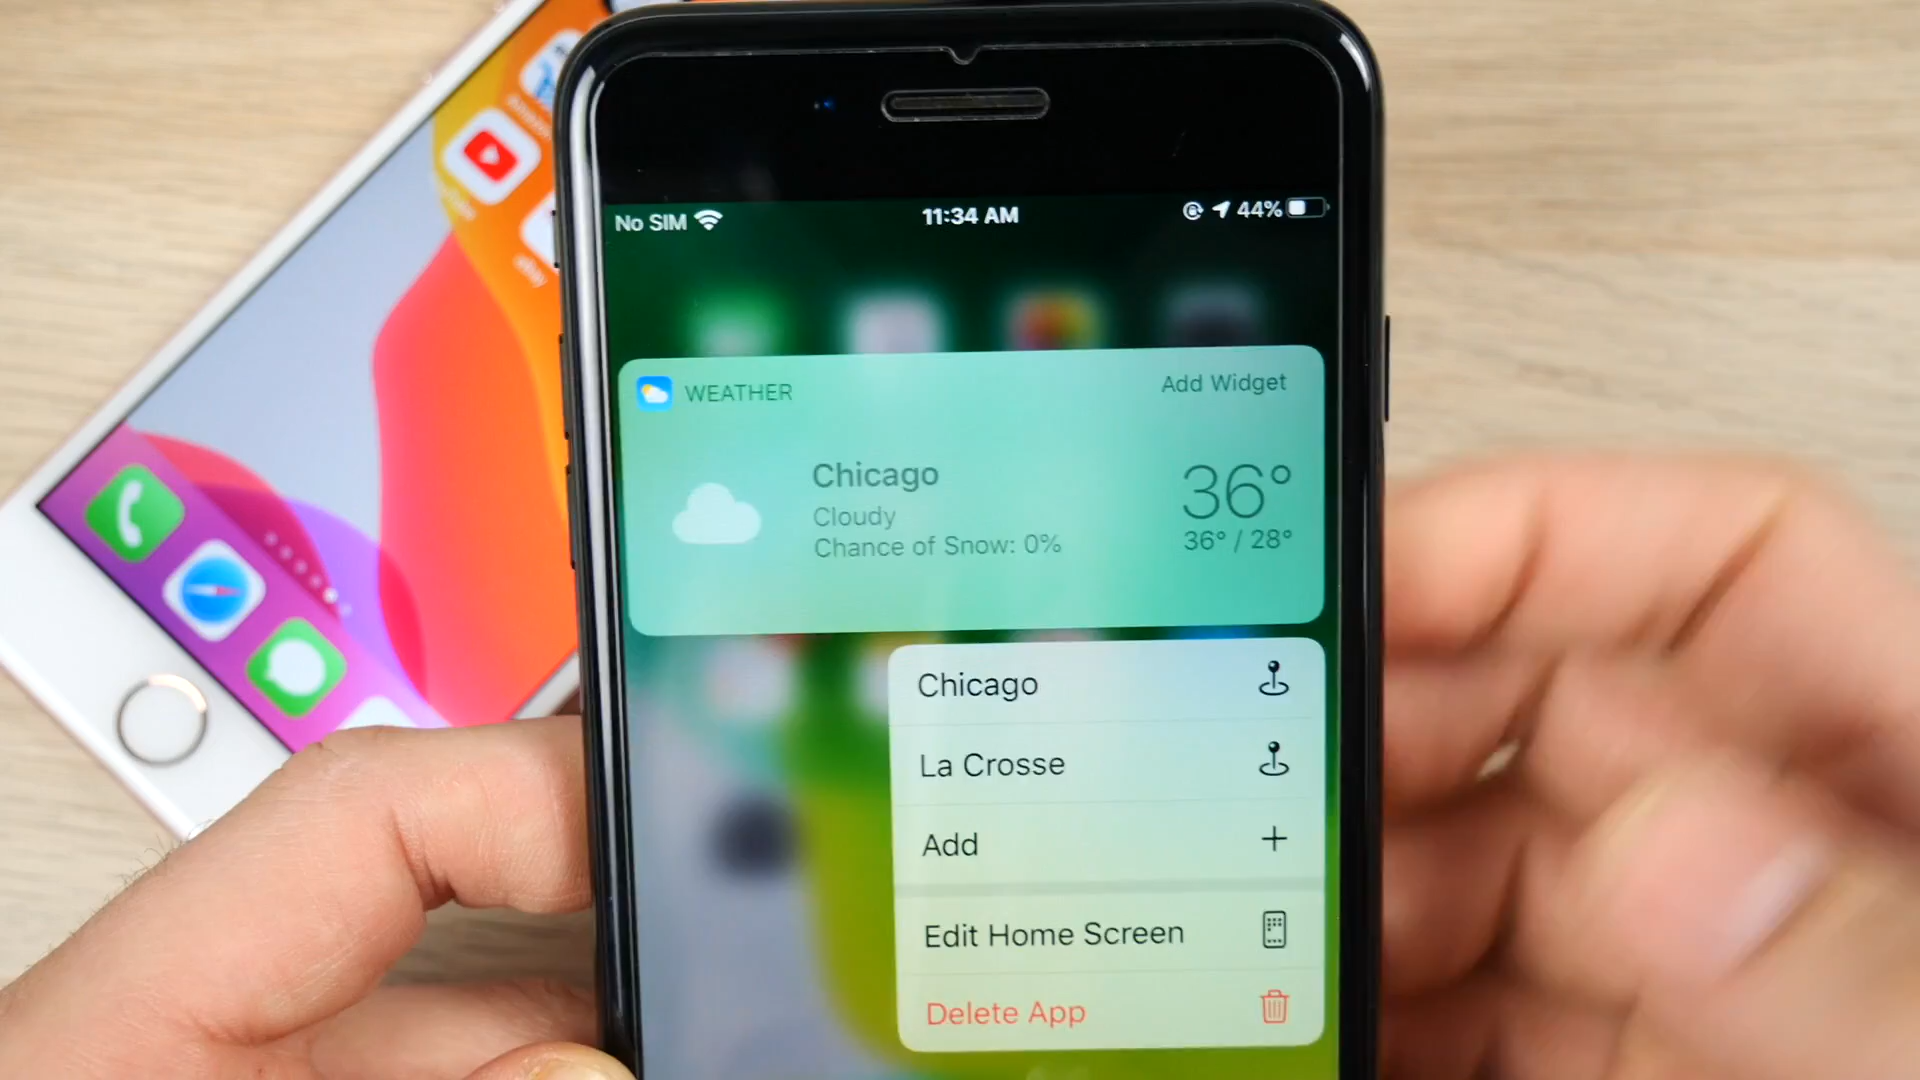 No SIM
11:34 AM
44%
WEATHER
Add Widget
Chicago
Cloudy
Chance of Snow: 0%
36°
36° / 28°
Chicago
La Crosse
Add
Edit Home Screen
Delete App
ebay